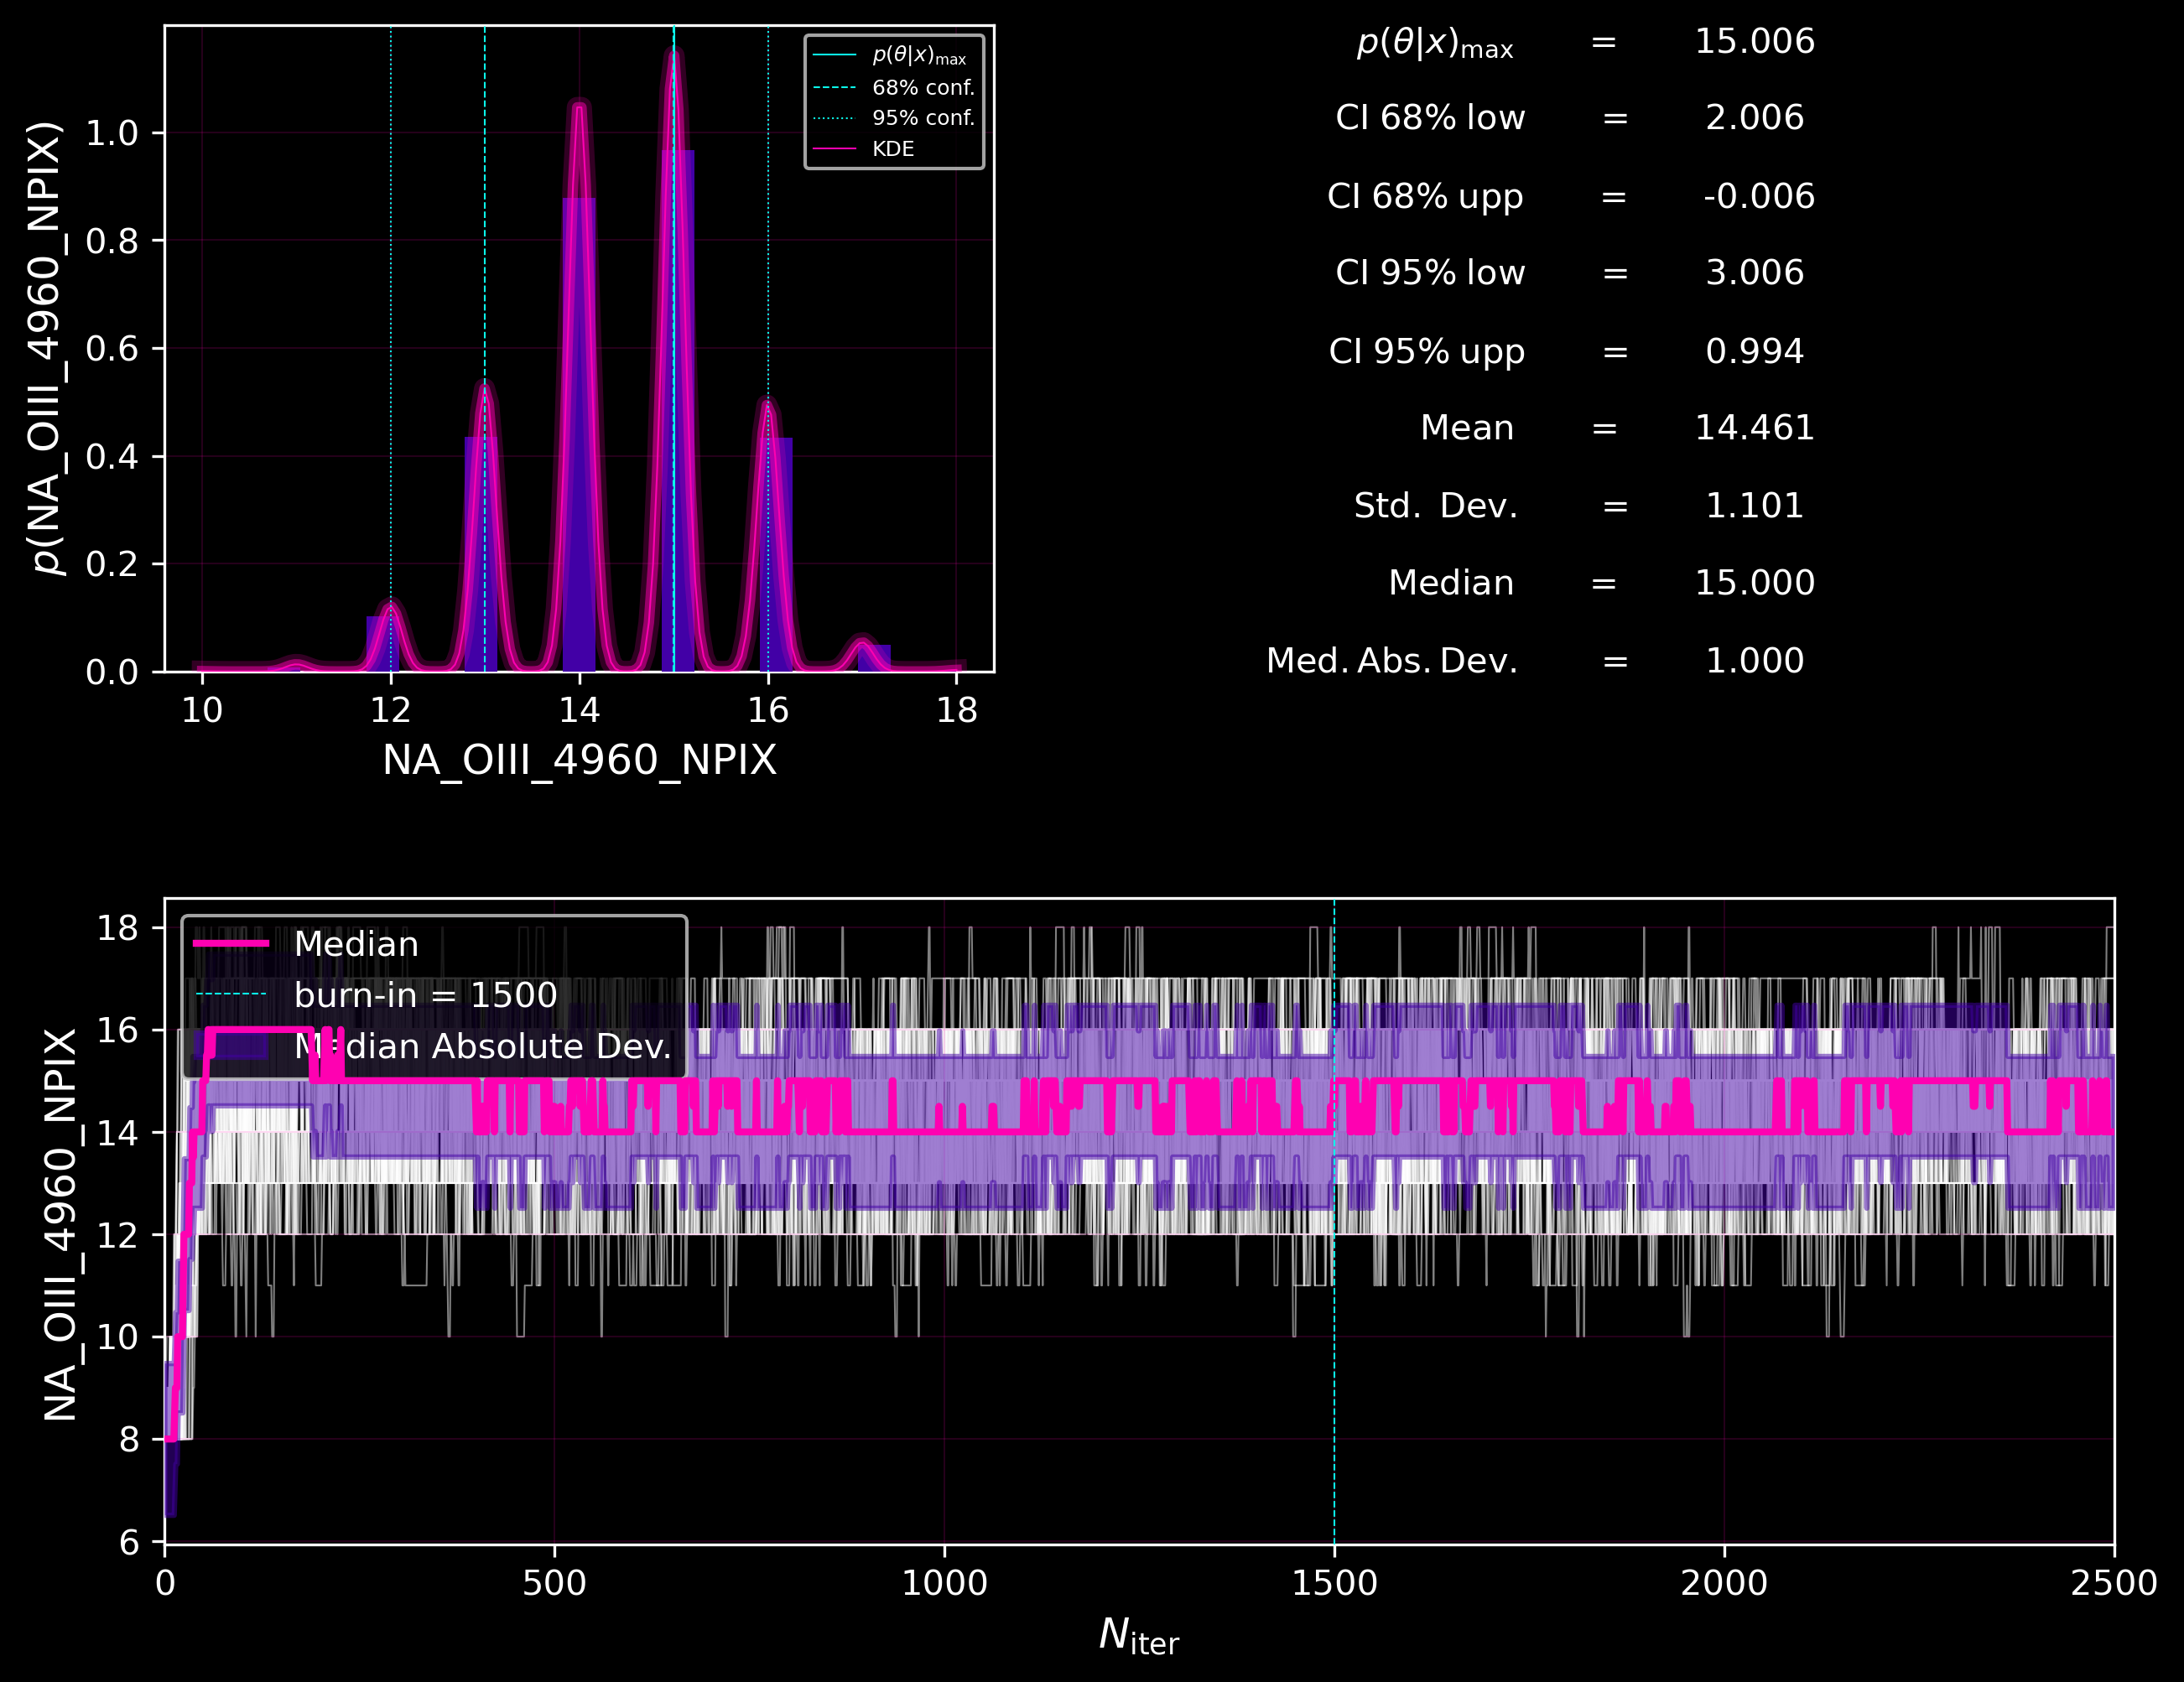 p(NA_OIII_4960_NPIX)
1.0
0.8
0.6
0.4
0.2
0.0
10 12 14 16 18
NA_OIII_4960_NPIX
p(θ|x)max
68% conf.
95% conf.
KDE
p(θ|x)max = 15.006
CI 68% low = 2.006
CI 68% upp = -0.006
CI 95% low = 3.006
CI 95% upp = 0.994
Mean = 14.461
Std. Dev. = 1.101
Median = 15.000
Med. Abs. Dev. = 1.000
NA_OIII_4960_NPIX
18
16
14
12
10
8
6
Median
burn-in = 1500
Median Absolute Dev.
0 500 1000 1500 2000 2500
Niter